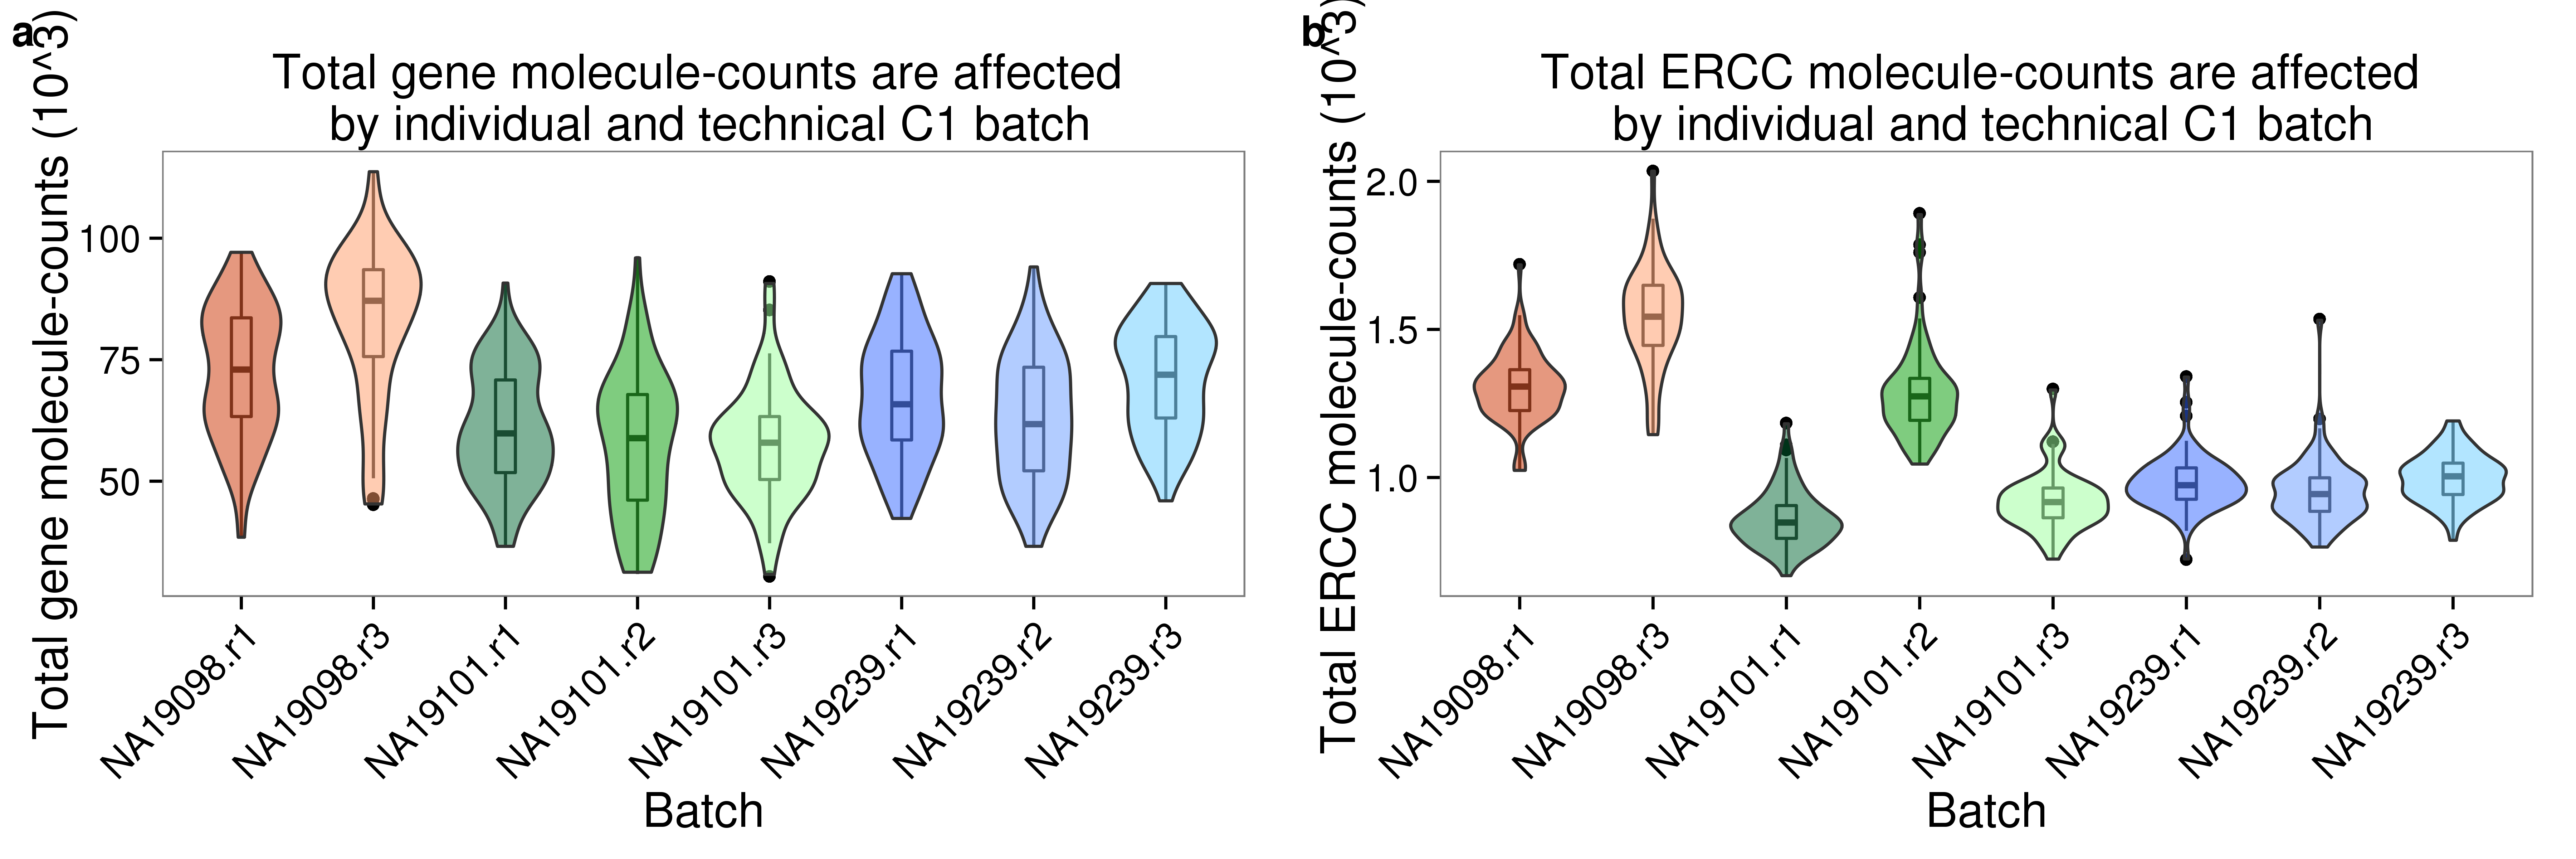 a
Total gene molecule-counts are affected
by individual and technical C1 batch
Total gene molecule-counts (10^3)
100
75
50
NA19098.r1
NA19098.r3
NA19101.r1
NA19101.r2
NA19101.r3
NA19239.r1
NA19239.r2
NA19239.r3
Batch
b
Total ERCC molecule-counts are affected
by individual and technical C1 batch
Total ERCC molecule-counts (10^3)
2.0
1.5
1.0
NA19098.r1
NA19098.r3
NA19101.r1
NA19101.r2
NA19101.r3
NA19239.r1
NA19239.r2
NA19239.r3
Batch